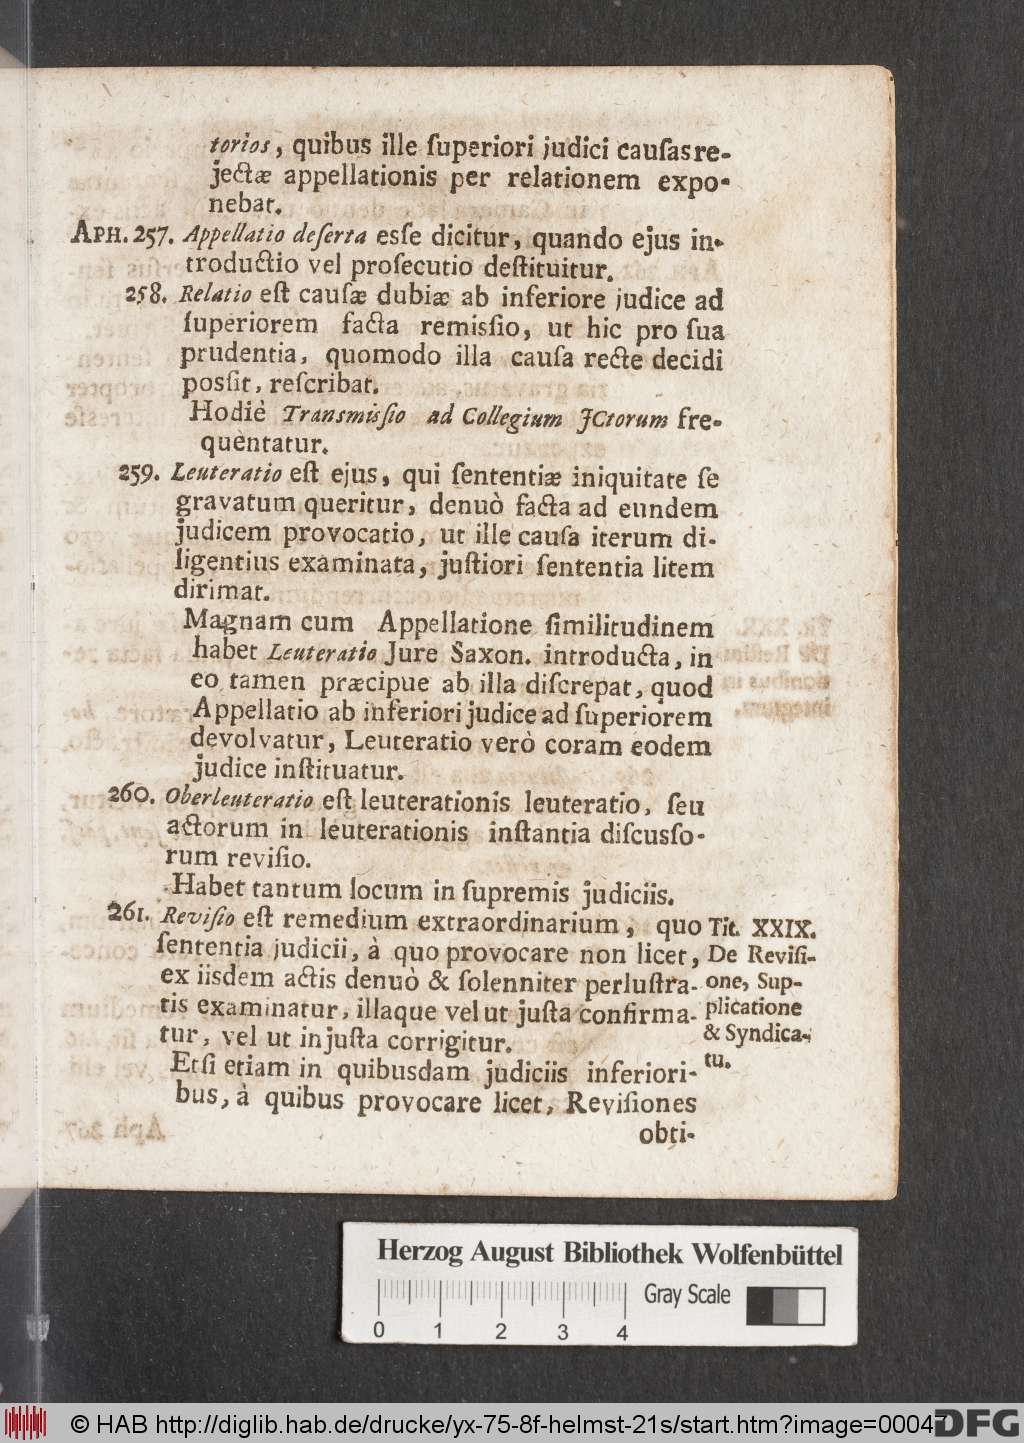 torios, quibus ille ſuperiori judici cauſas re-
jectæ appellationis per relationem expo-
nebat.
APH. 257. Appellatio deſerta esſe dicitur, quando ejus in-
troductio vel proſecutio deſtituitur.
258. Relatio eſt cauſæ dubiæ ab inferiore judice ad
ſuperiorem facta remisſio, ut hic pro ſua
prudentia, quomodo illa cauſa recte decidi
posſit, reſcribat.
Hodiè Transmisſio ad Collegium JCtorum fre-
quentatur.
259. Leuteratio eſt ejus, qui ſententiæ iniquitate ſe
gravatum queritur, denuò facta ad eundem
judicem provocatio, ut ille cauſa iterum di-
ligentius examinata, juſtiori ſententia litem
dirimat.
Magnam cum Appellatione ſimilitudinem
habet Leuteratio Jure Saxon. introducta, in
eo tamen præcipue ab illa diſcrepat, quod
Appellatio ab inferiori judice ad ſuperiorem
devolvatur, Leuteratio verò coram eodem
judice inſtituatur.
260. Oberleuteratio eſt leuterationis leuteratio, ſeu
actorum in leuterationis inſtantia diſcusſo-
rum reviſio.
Habet tantum locum in ſupremis judiciis.
261. Reviſio eſt remedium extraordinarium, quo
ſententia judicii, à quo provocare non licet,
ex iisdem actis denuò & ſolenniter perluſtra-
tis examinatur, illaque vel ut juſta confirma-
tur, vel ut injuſta corrigitur.
Etſi etiam in quibusdam judiciis inferiori-
bus, à quibus provocare licet, Reviſiones
obti-
Tit. XXIX.
De Reviſi-
one, Sup-
plicatione
& Syndica-
tu.
Herzog August Bibliothek Wolfenbüttel
Gray Scale
0 1 2 3 4
© HAB http://diglib.hab.de/drucke/yx-75-8f-helmst-21s/start.htm?image=00047
DFG